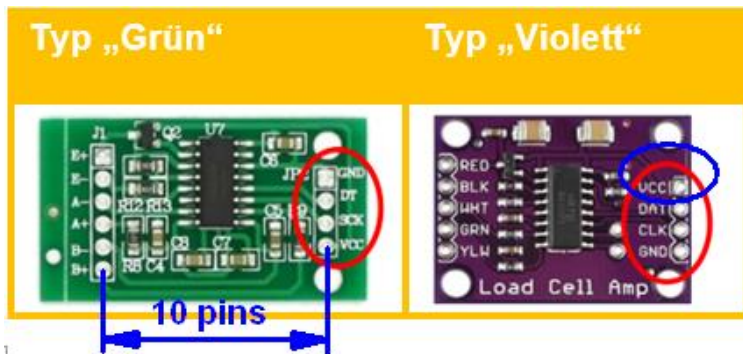 Typ „Grün“
Typ „Violett“
J1
Q2
U7
C6
E+
E-
A-
A+
B-
B+
R12 R13
R8 C4
C8 C7
C5
JP2
GND
DT
SCK
VCC
10 pins
RED
BLK
WHT
GRN
YLW
VCC
DAT
CLK
GND
Load Cell Amp